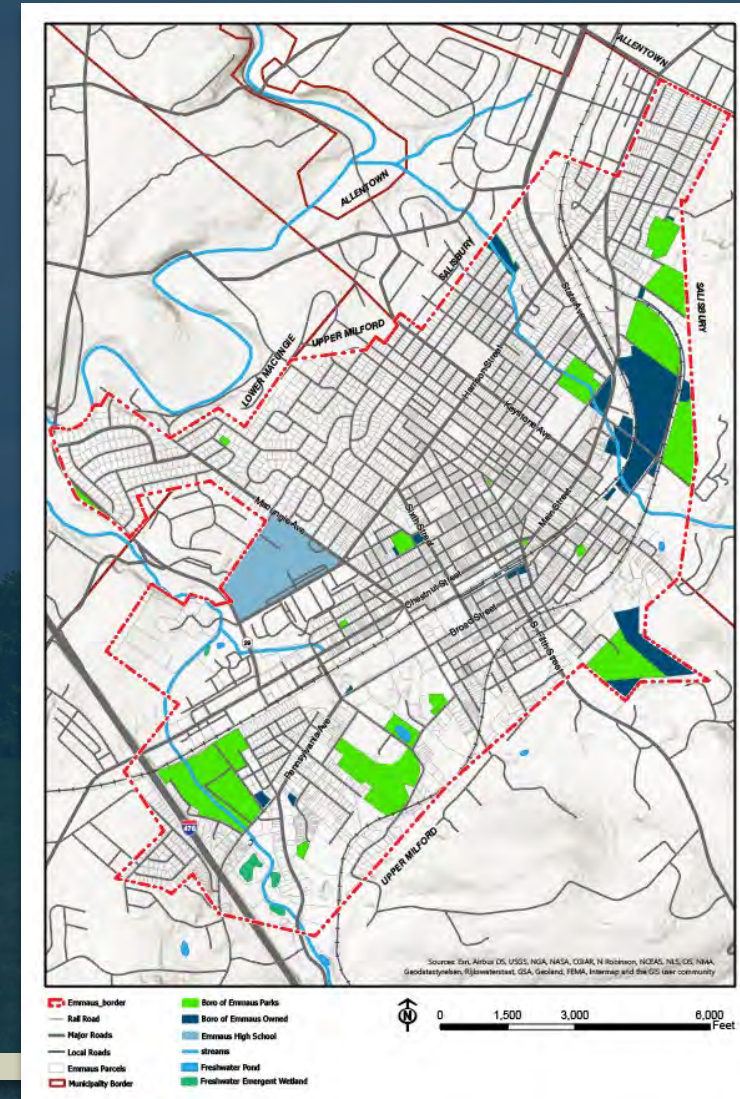 ALLENTOWN
ALLENTOWN
SALISBURY
SALISBURY
UPPER MILFORD
LOWER MACUNGIE
State Ave
Harrison Street
Keystone Ave
Macungie Ave
Sixth Street
Main Street
Chestnut Street
Broad Street
S. Fifth Street
29
Pennsylvania Ave
476
UPPER MILFORD
Sources: Esri, Airbus DS, USGS, NGA, NASA, CGIAR, N Robinson, NCEAS, NLS, OS, NMA,
Geodatastyrelsen, Rijkswaterstaat, GSA, Geoland, FEMA, Intermap and the GIS user community
Emmaus_border
Rail Road
Major Roads
Local Roads
Emmaus Parcels
Municipality Border
Boro of Emmaus Parks
Boro of Emmaus Owned
Emmaus High School
streams
Freshwater Pond
Freshwater Emergent Wetland
N
0 1,500 3,000 6,000
Feet